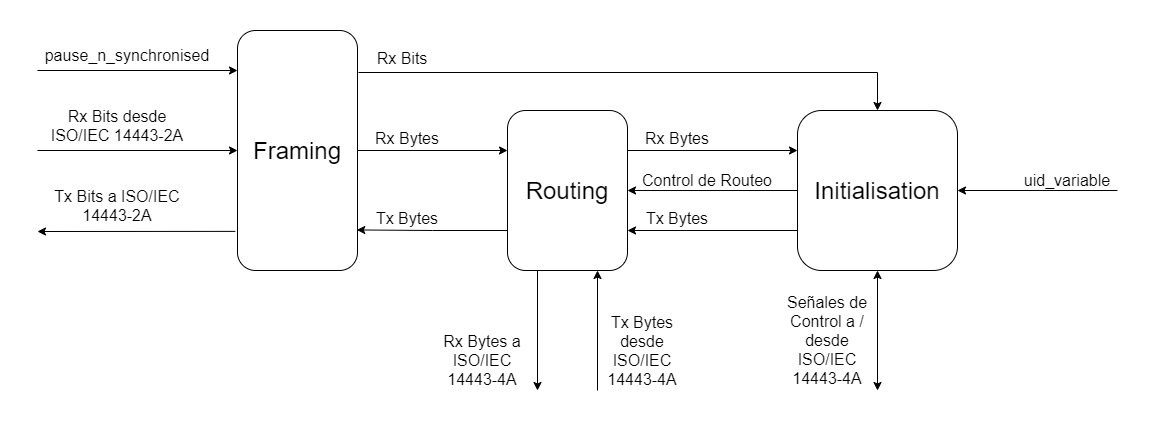 pause_n_synchronised
Rx Bits
Rx Bits desde
ISO/IEC 14443-2A
Framing
Rx Bytes
Rx Bytes
Routing
Control de Routeo
Initialisation
uid_variable
Tx Bits a ISO/IEC
14443-2A
Tx Bytes
Tx Bytes
Rx Bytes a
ISO/IEC
14443-4A
Tx Bytes
desde
ISO/IEC
14443-4A
Señales de
Control a /
desde
ISO/IEC
14443-4A